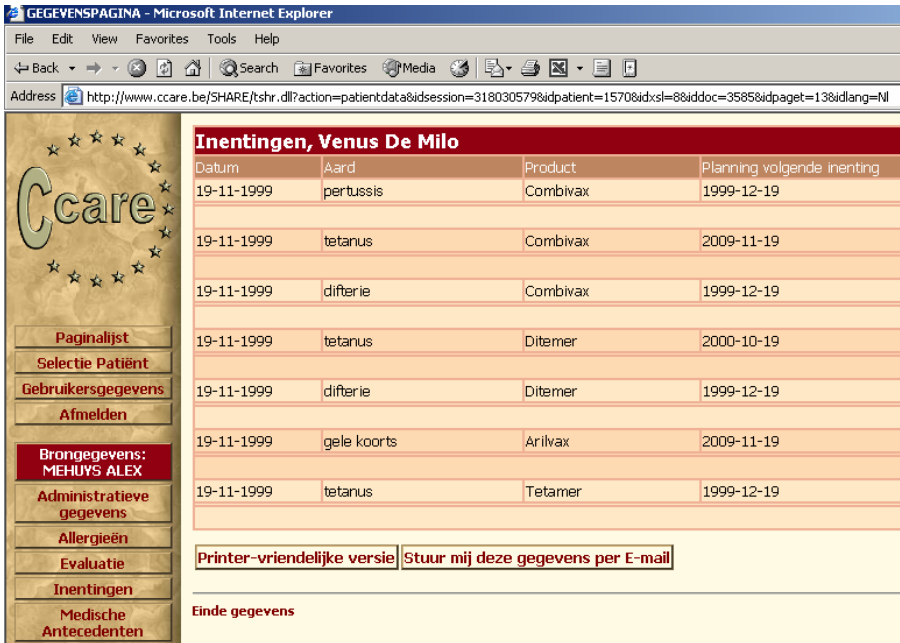 GEGEVENSPAGINA - Microsoft Internet Explorer
File Edit View Favorites Tools Help
Back Search Favorites Media
Address http://www.ccare.be/SHARE/tshr.dll?action=patientdata&idsession=318030579&idpatient=1570&idxsl=8&iddoc=3585&idpaget=13&idlang=Nl
Ccare
Paginalijst
Selectie Patiënt
Gebruikersgegevens
Afmelden
Brongegevens:
MEHUYS ALEX
Administratieve
gegevens
Allergieën
Evaluatie
Inentingen
Medische
Antecedenten
Inentingen, Venus De Milo
Datum Aard Product Planning volgende inenting
19-11-1999 pertussis Combivax 1999-12-19
19-11-1999 tetanus Combivax 2009-11-19
19-11-1999 difterie Combivax 1999-12-19
19-11-1999 tetanus Ditemer 2000-10-19
19-11-1999 difterie Ditemer 1999-12-19
19-11-1999 gele koorts Arilvax 2009-11-19
19-11-1999 tetanus Tetamer 1999-12-19
Printer-vriendelijke versie Stuur mij deze gegevens per E-mail
Einde gegevens